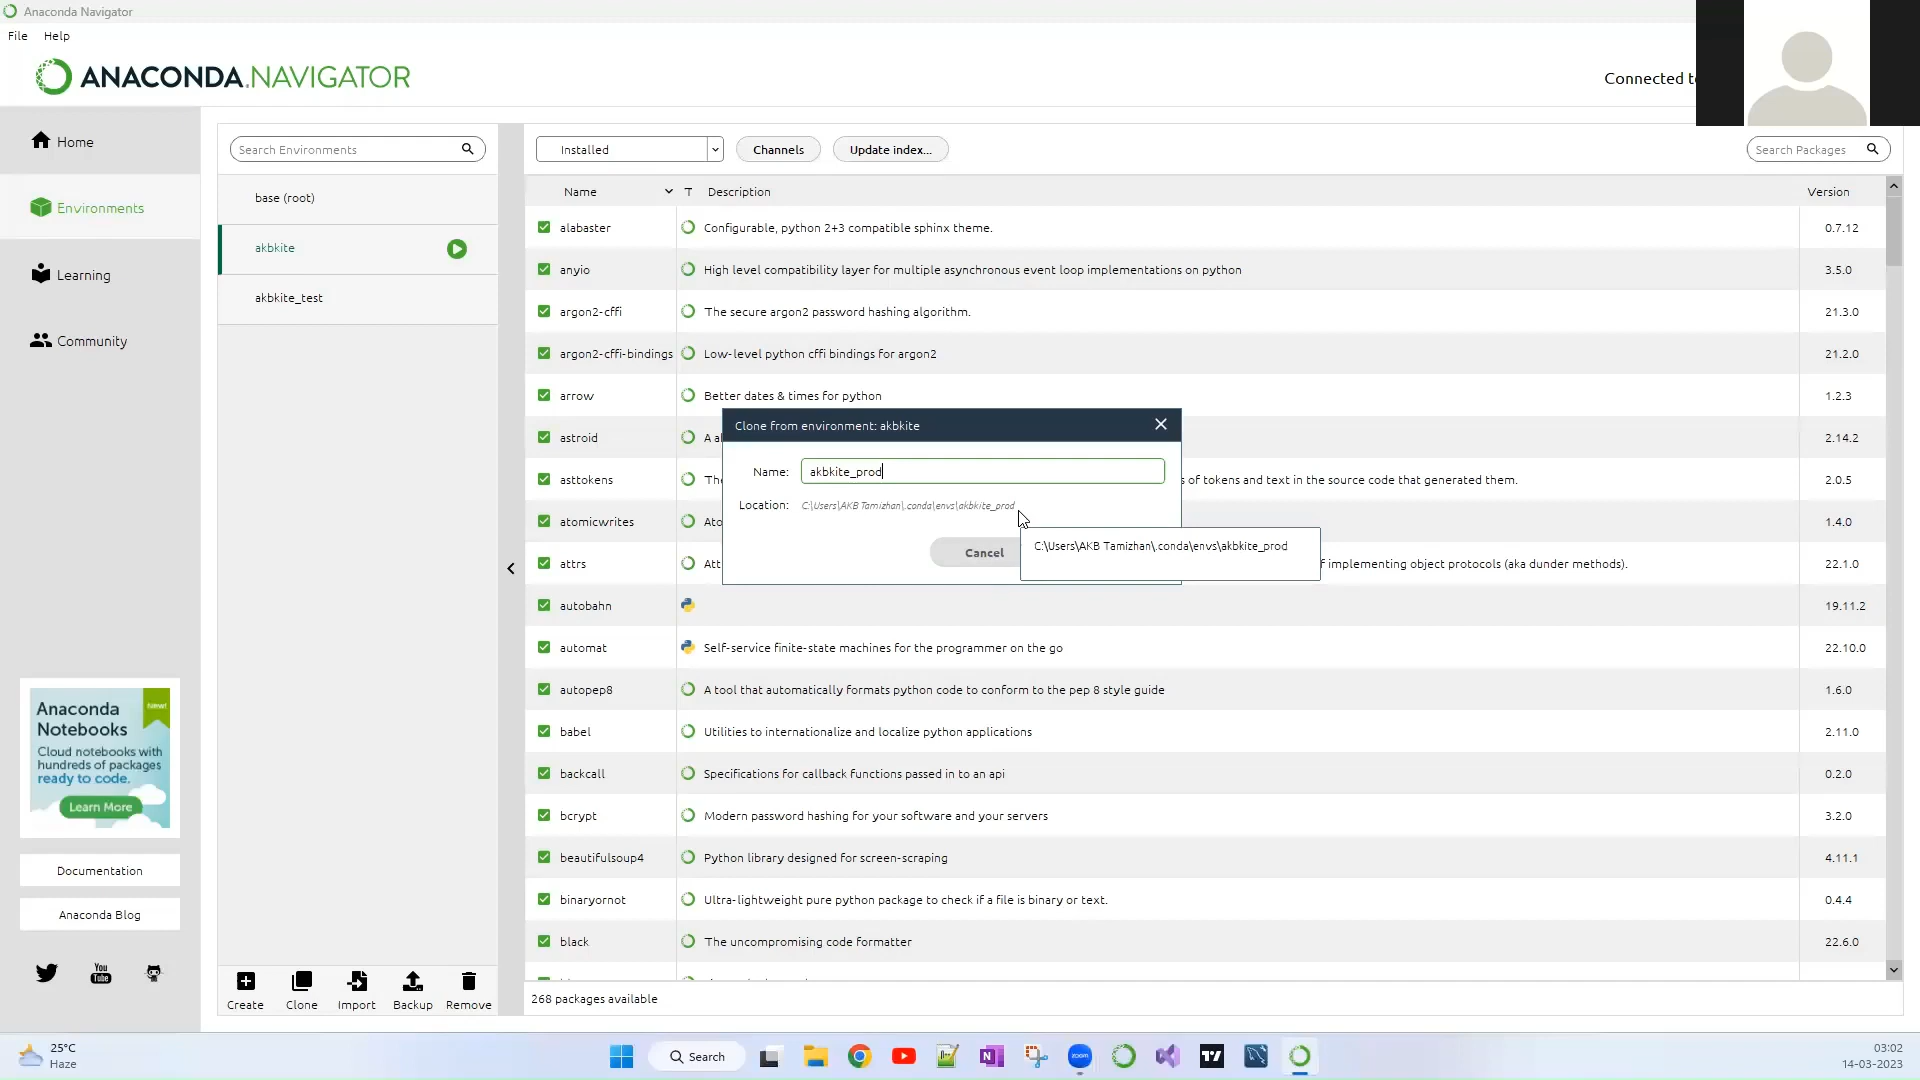 Anaconda Navigator
File Help
ANACONDA.NAVIGATOR
Connected to
Home
Environments
Learning
Community
Search Environments
base (root)
akbkite
akbkite_test
Installed
Channels
Update index...
Search Packages
Name T Description Version
alabaster Configurable, python 2+3 compatible sphinx theme. 0.7.12
anyio High level compatibility layer for multiple asynchronous event loop implementations on python 3.5.0
argon2-cffi The secure argon2 password hashing algorithm. 21.3.0
argon2-cffi-bindings Low-level python cffi bindings for argon2 21.2.0
arrow Better dates & times for python 1.2.3
astroid A al 2.14.2
asttokens The s of tokens and text in the source code that generated them. 2.0.5
atomicwrites Ato 1.4.0
attrs Att f implementing object protocols (aka dunder methods). 22.1.0
autobahn 19.11.2
automat Self-service finite-state machines for the programmer on the go 22.10.0
autopep8 A tool that automatically formats python code to conform to the pep 8 style guide 1.6.0
babel Utilities to internationalize and localize python applications 2.11.0
backcall Specifications for callback functions passed in to an api 0.2.0
bcrypt Modern password hashing for your software and your servers 3.2.0
beautifulsoup4 Python library designed for screen-scraping 4.11.1
binaryornot Ultra-lightweight pure python package to check if a file is binary or text. 0.4.4
black The uncompromising code formatter 22.6.0
268 packages available
Clone from environment: akbkite
Name: akbkite_prod
Location: C:\Users\AKB Tamizhan\.conda\envs\akbkite_prod
Cancel
C:\Users\AKB Tamizhan\.conda\envs\akbkite_prod
Anaconda New!
Notebooks
Cloud notebooks with
hundreds of packages
ready to code.
Learn More
Documentation
Anaconda Blog
You
Tube
Create Clone Import Backup Remove
25°C
Haze
Search
N
zoom
03:02
14-03-2023